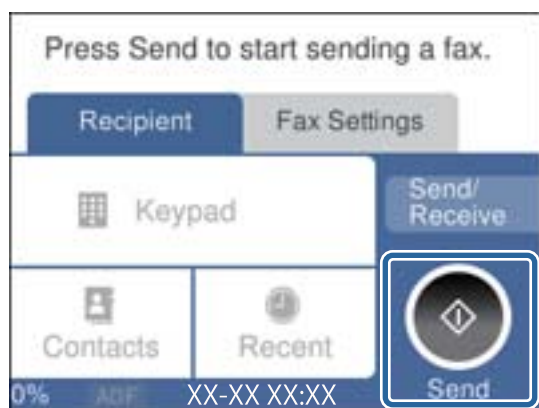 Press Send to start sending a fax.
Recipient
Fax Settings
Keypad
Send/
Receive
Contacts
Recent
Send
0%
ADF
XX-XX XX:XX